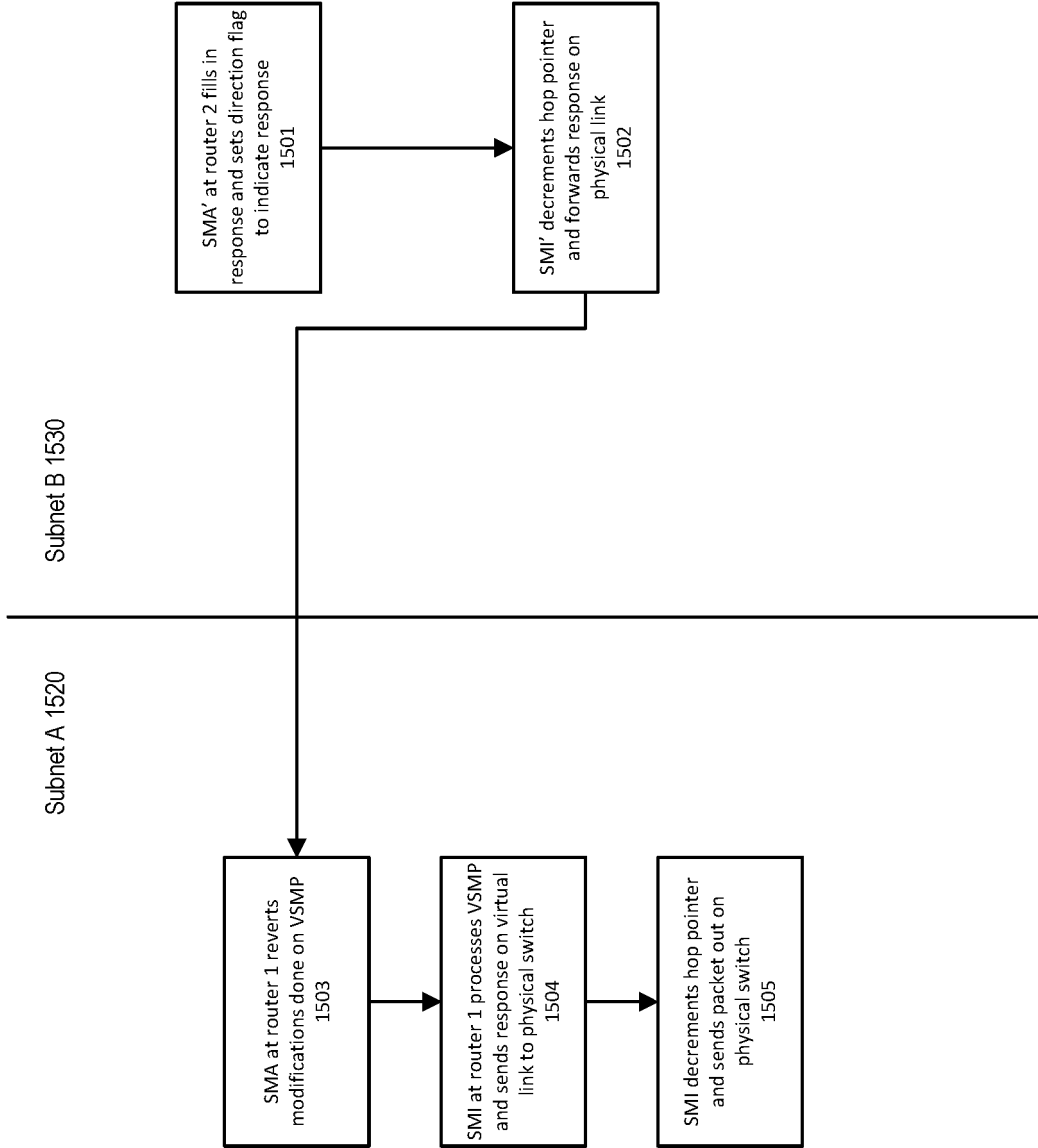 Subnet A 1520
Subnet B 1530
SMA’ at router 2 fills in
response and sets direction flag
to indicate response
1501
SMI’ decrements hop pointer
and forwards response on
physical link
1502
SMA at router 1 reverts
modifications done on VSMP
1503
SMI at router 1 processes VSMP
and sends response on virtual
link to physical switch
1504
SMI decrements hop pointer
and sends packet out on
physical switch
1505